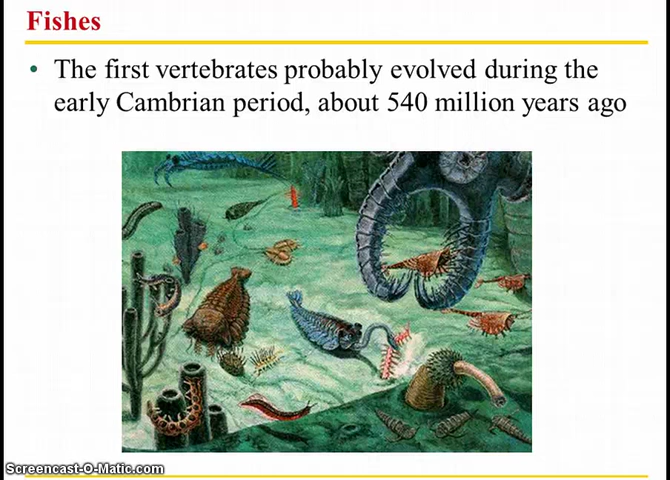 Fishes
• The first vertebrates probably evolved during the
early Cambrian period, about 540 million years ago
Screencast-O-Matic.com